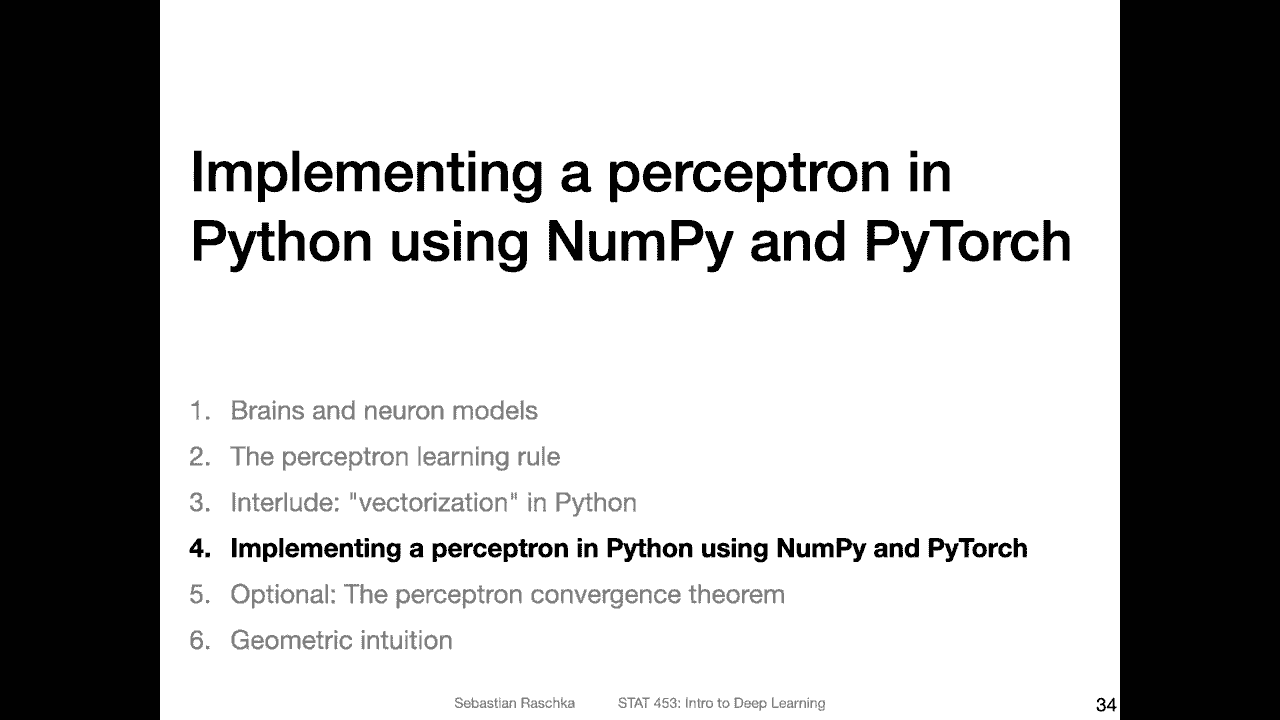 Implementing a perceptron in
Python using NumPy and PyTorch
1. Brains and neuron models
2. The perceptron learning rule
3. Interlude: "vectorization" in Python
4. Implementing a perceptron in Python using NumPy and PyTorch
5. Optional: The perceptron convergence theorem
6. Geometric intuition
Sebastian Raschka STAT 453: Intro to Deep Learning 34